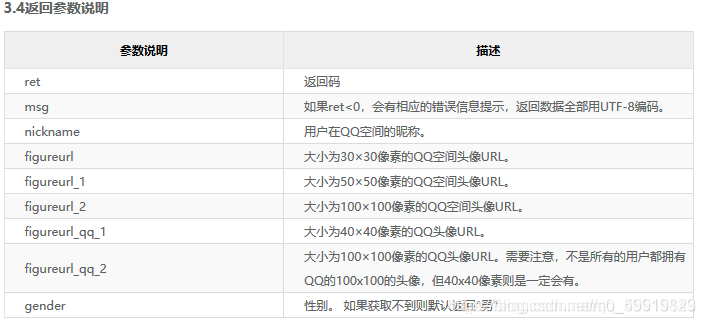 3.4返回参数说明
参数说明 描述
ret 返回码
msg 如果ret<0，会有相应的错误信息提示，返回数据全部用UTF-8编码。
nickname 用户在QQ空间的昵称。
figureurl 大小为30×30像素的QQ空间头像URL。
figureurl_1 大小为50×50像素的QQ空间头像URL。
figureurl_2 大小为100×100像素的QQ空间头像URL。
figureurl_qq_1 大小为40×40像素的QQ头像URL。
figureurl_qq_2 大小为100×100像素的QQ头像URL。需要注意，不是所有的用户都拥有
QQ的100x100的头像，但40x40像素则是一定会有。
gender 性别。 如果获取不到则默认返回"男"